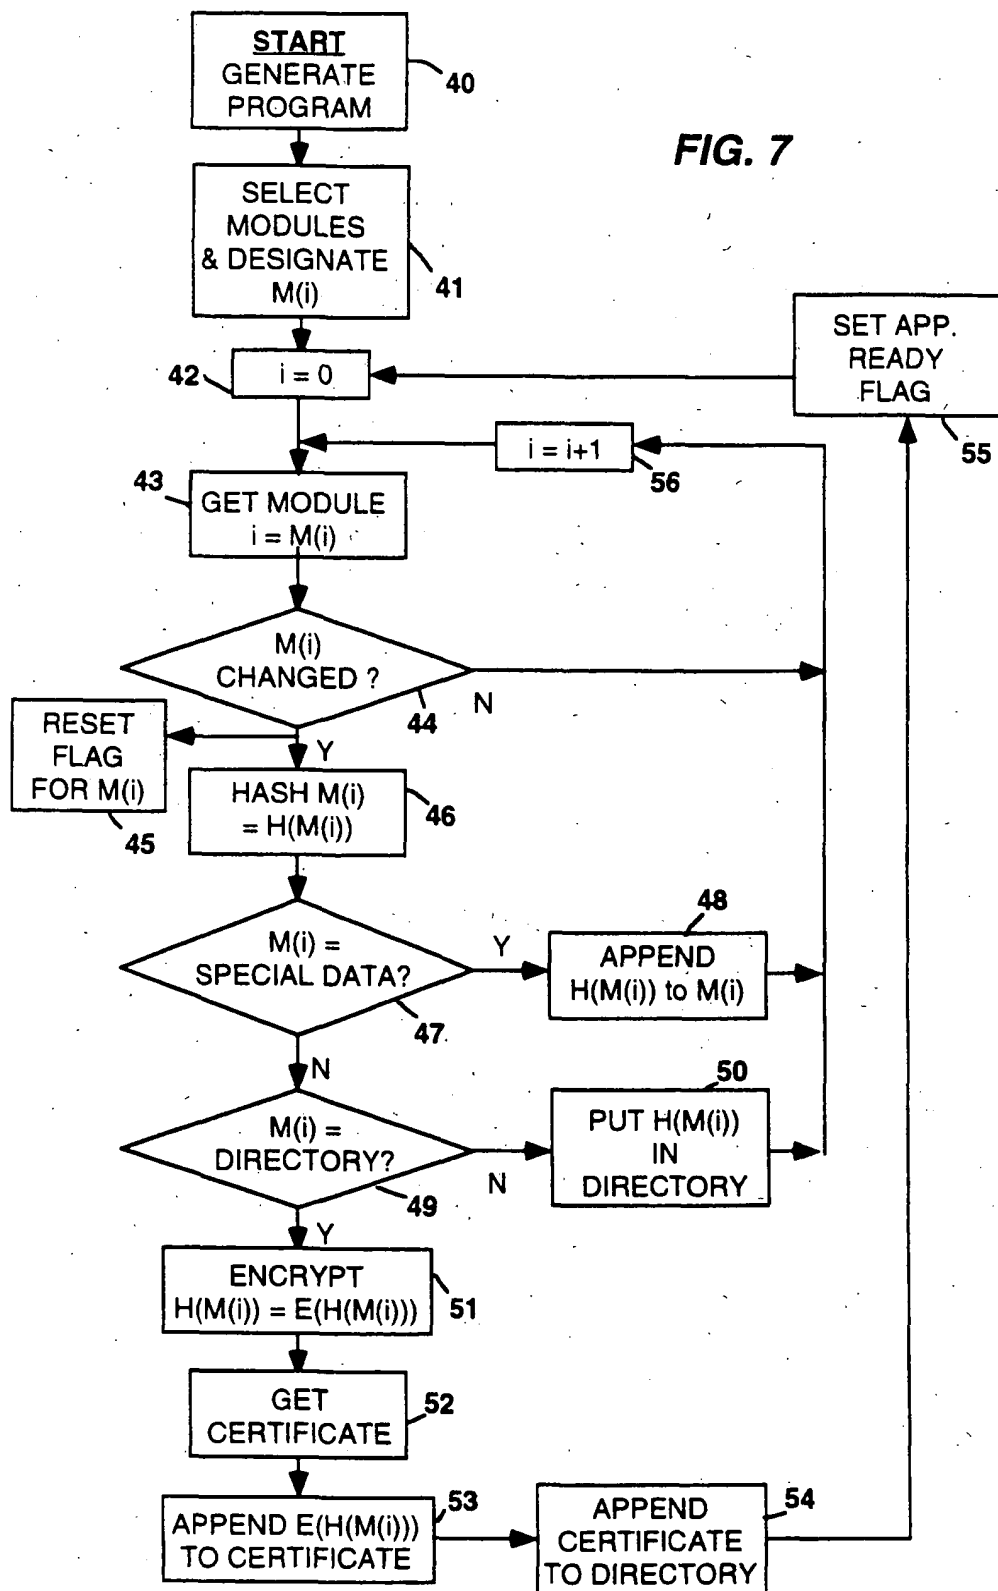 START
GENERATE
PROGRAM
40
FIG. 7
SELECT
MODULES
& DESIGNATE
M(i)
41
SET APP.
READY
FLAG
55
42
i = 0
i = i+1
56
43
GET MODULE
i = M(i)
M(i)
CHANGED ?
44
N
RESET
FLAG
FOR M(i)
45
Y
HASH M(i)
= H(M(i))
46
M(i) =
SPECIAL DATA?
47
Y
48
APPEND
H(M(i)) to M(i)
N
M(i) =
DIRECTORY?
49
N
50
PUT H(M(i))
IN
DIRECTORY
Y
ENCRYPT
H(M(i)) = E(H(M(i)))
51
GET
CERTIFICATE
52
APPEND E(H(M(i)))
TO CERTIFICATE
53
APPEND
CERTIFICATE
TO DIRECTORY
54